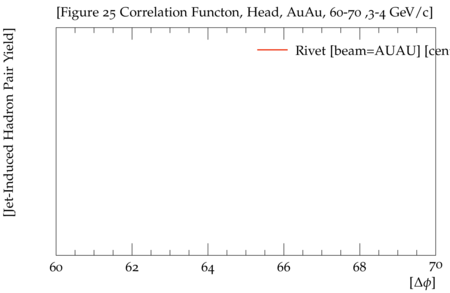 [Figure 25 Correlation Functon, Head, AuAu, 60-70 ,3-4 GeV/c]
[Jet-Induced Hadron Pair Yield]
Rivet [beam=AUAU] [cen
60 62 64 66 68 70
[Δϕ]